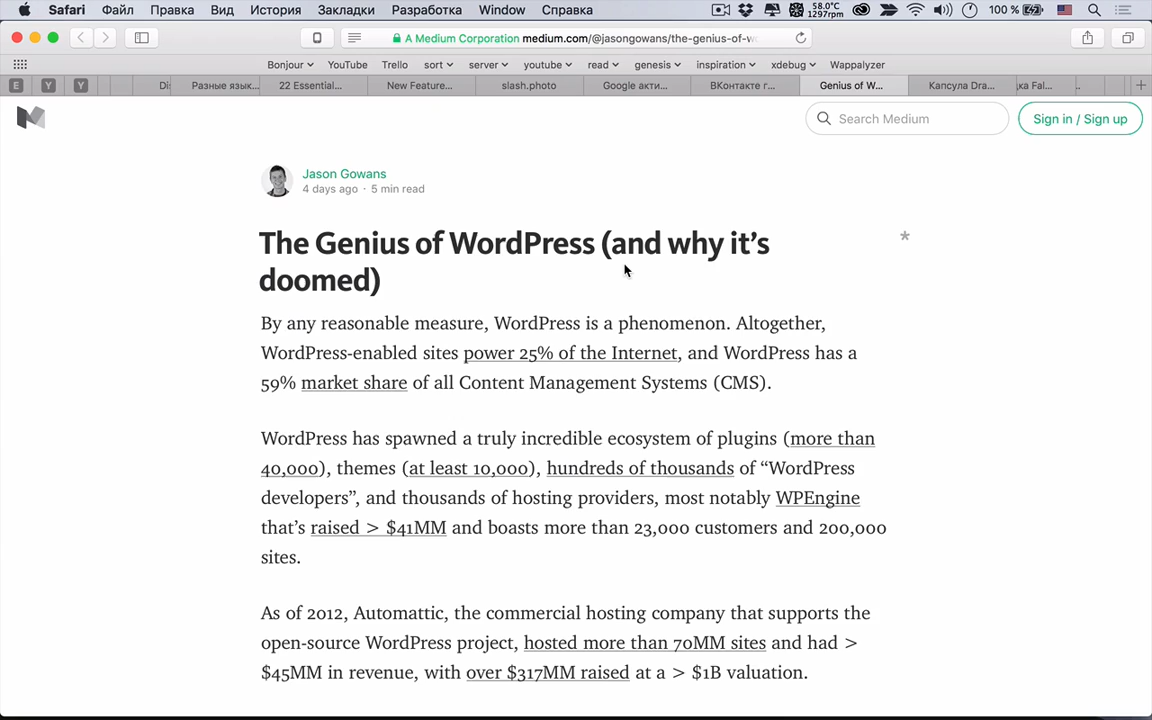 Safari Файл Правка Вид История Закладки Разработка Window Справка 58.0°C 1297rpm 100 %
A Medium Corporation medium.com/@jasongowans/the-genius-of-w
Bonjour YouTube Trello sort server youtube read genesis inspiration xdebug Wappalyzer
E Y Y Di Разные язык... 22 Essential... New Feature... slash.photo Google акти... ВКонтакте г... Genius of W... Капсула Dra... ка Fal... ..
Search Medium Sign in / Sign up
Jason Gowans
4 days ago · 5 min read
The Genius of WordPress (and why it’s
doomed)
*
By any reasonable measure, WordPress is a phenomenon. Altogether,
WordPress-enabled sites power 25% of the Internet, and WordPress has a
59% market share of all Content Management Systems (CMS).
WordPress has spawned a truly incredible ecosystem of plugins (more than
40,000), themes (at least 10,000), hundreds of thousands of “WordPress
developers”, and thousands of hosting providers, most notably WPEngine
that’s raised > $41MM and boasts more than 23,000 customers and 200,000
sites.
As of 2012, Automattic, the commercial hosting company that supports the
open-source WordPress project, hosted more than 70MM sites and had >
$45MM in revenue, with over $317MM raised at a > $1B valuation.